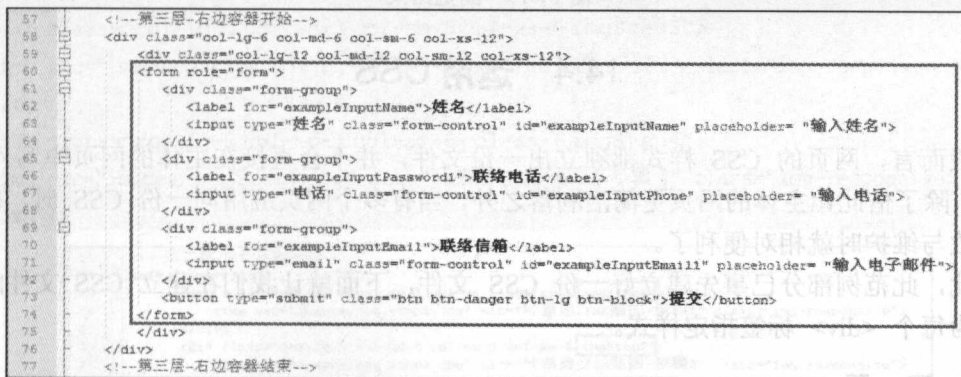 57 <!--第三层-右边容器开始-->
58 <div class="col-lg-6 col-md-6 col-sm-6 col-xs-12">
59 <div class="col-lg-12 col-md-12 col-sm-12 col-xs-12">
60 <form role="form">
61 <div class="form-group">
62 <label for="exampleInputName">姓名</label>
63 <input type="姓名" class="form-control" id="exampleInputName" placeholder= "输入姓名">
64 </div>
65 <div class="form-group">
66 <label for="exampleInputPassword1">联络电话</label>
67 <input type="电话" class="form-control" id="exampleInputPhone" placeholder= "输入电话">
68 </div>
69 <div class="form-group">
70 <label for="exampleInputEmail">联络信箱</label>
71 <input type="email" class="form-control" id="exampleInputEmail1" placeholder= "输入电子邮件">
72 </div>
73 <button type="submit" class="btn btn-danger btn-lg btn-block">提交</button>
74 </form>
75 </div>
76 </div>
77 <!--第三层-右边容器结束-->